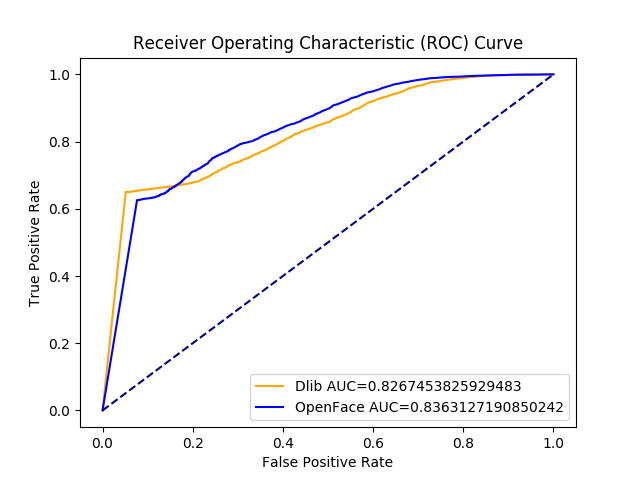 Receiver Operating Characteristic (ROC) Curve
True Positive Rate
1.0
0.8
0.6
0.4
0.2
0.0
Dlib AUC=0.8267453825929483
OpenFace AUC=0.8363127190850242
0.0 0.2 0.4 0.6 0.8 1.0
False Positive Rate